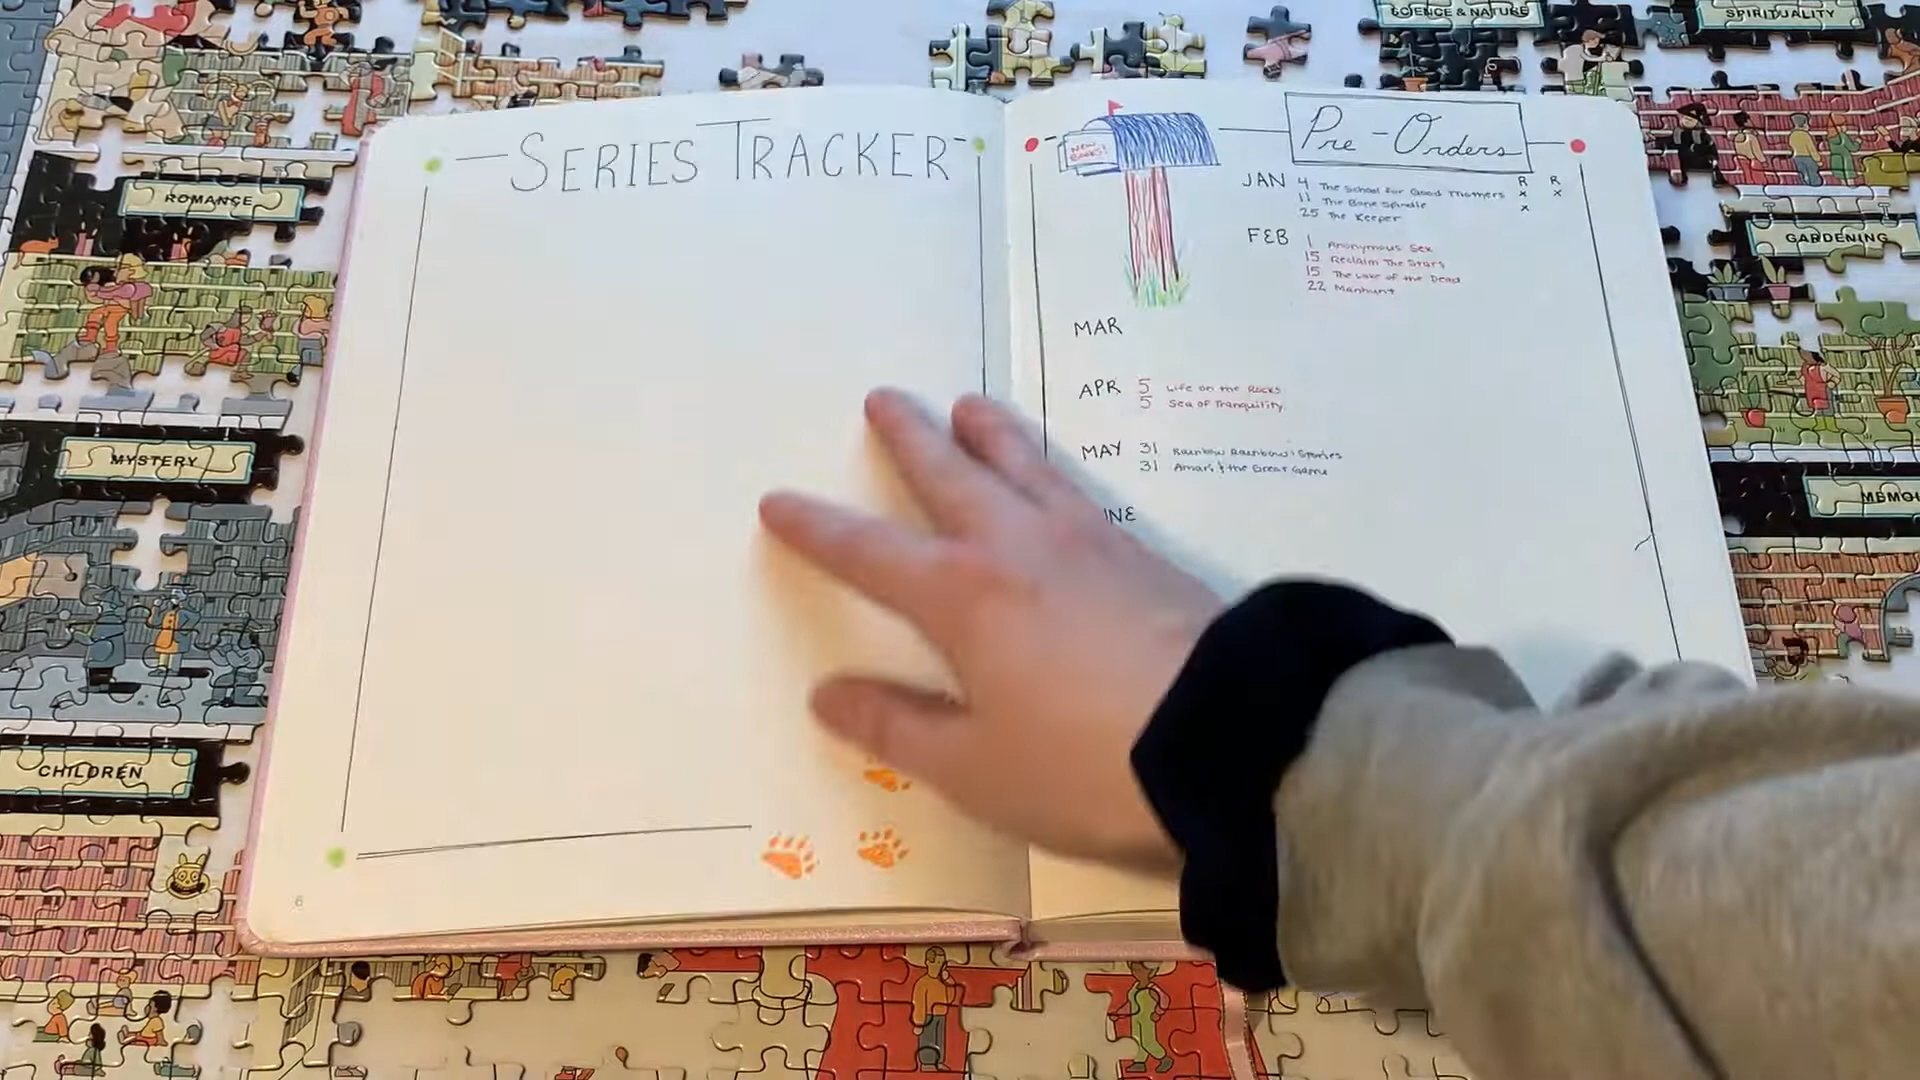 SCIENCE & NATURE
SPIRITUALITY
ROMANCE
GARDENING
MYSTERY
CHILDREN
SERIES TRACKER
6
NEW BOOKS!
Pre-Orders
R R
JAN 4 The School for Good Mothers x x
11 The Bone Spindle x
25 The Keeper
FEB 1 Anonymous Sex
15 Reclaim The Stars
15 The Lake of the Dead
22 Manhunt
MAR
APR 5 Life on the Rocks
5 Sea of Tranquility
MAY 31 Rainbow Rainbow: Stories
31 Amari & the Great Game